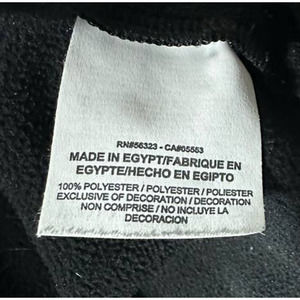 RN#56323 - CA#05553
MADE IN EGYPT/FABRIQUE EN
EGYPTE/HECHO EN EGIPTO
100% POLYESTER / POLYESTER / POLIESTER
EXCLUSIVE OF DECORATION / DECORATION
NON COMPRISE / NO INCLUYE LA
DECORACION